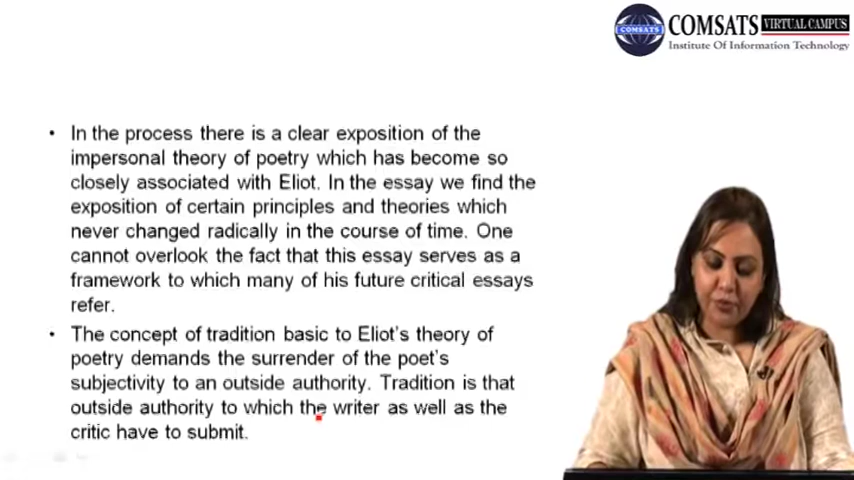 COMSATS VIRTUAL CAMPUS
COMSATS
Institute Of Information Technology
• In the process there is a clear exposition of the
impersonal theory of poetry which has become so
closely associated with Eliot. In the essay we find the
exposition of certain principles and theories which
never changed radically in the course of time. One
cannot overlook the fact that this essay serves as a
framework to which many of his future critical essays
refer.
• The concept of tradition basic to Eliot's theory of
poetry demands the surrender of the poet's
subjectivity to an outside authority. Tradition is that
outside authority to which the writer as well as the
critic have to submit.